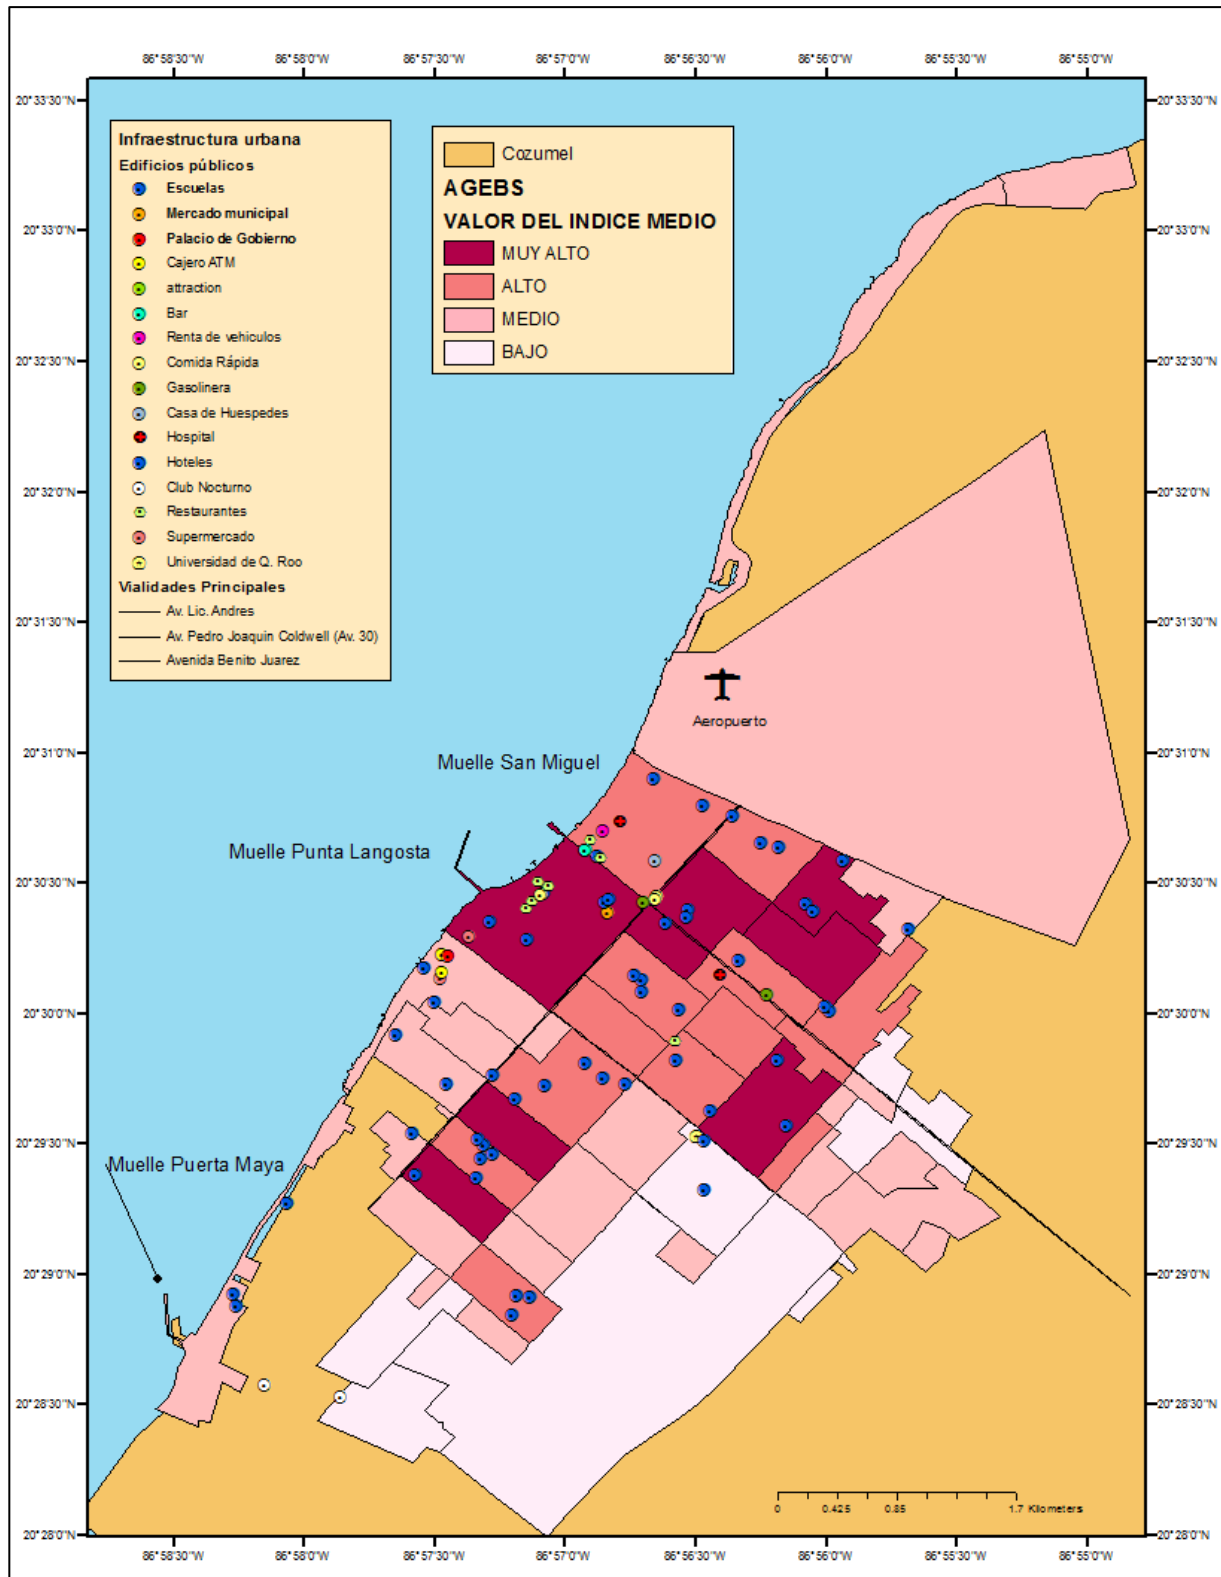 86°58'30"W 86°58'0"W 86°57'30"W 86°57'0"W 86°56'30"W 86°56'0"W 86°55'30"W 86°55'0"W
20°33'30"N 20°33'30"N
Infraestructura urbana
Edificios públicos
Escuelas
Mercado municipal
Palacio de Gobierno
Cajero ATM
attraction
Bar
Renta de vehiculos
Comida Rápida
Gasolinera
Casa de Huespedes
Hospital
Hoteles
Club Nocturno
Restaurantes
Supermercado
Universidad de Q. Roo
Vialidades Principales
Av. Lic. Andres
Av. Pedro Joaquin Coldwell (Av. 30)
Avenida Benito Juarez
Cozumel
AGEBS
VALOR DEL INDICE MEDIO
MUY ALTO
ALTO
MEDIO
BAJO
20°33'0"N 20°33'0"N
20°32'30"N 20°32'30"N
20°32'0"N 20°32'0"N
20°31'30"N 20°31'30"N
Aeropuerto
20°31'0"N 20°31'0"N
Muelle San Miguel
Muelle Punta Langosta
20°30'30"N 20°30'30"N
20°30'0"N 20°30'0"N
20°29'30"N 20°29'30"N
Muelle Puerta Maya
20°29'0"N 20°29'0"N
20°28'30"N 20°28'30"N
0 0.425 0.85 1.7 Kilometers
20°28'0"N 20°28'0"N
86°58'30"W 86°58'0"W 86°57'30"W 86°57'0"W 86°56'30"W 86°56'0"W 86°55'30"W 86°55'0"W